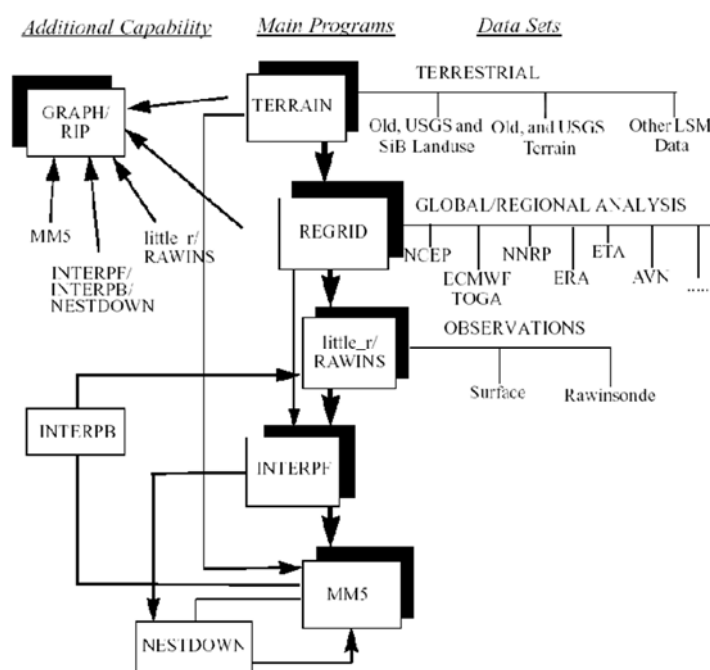 Additional Capability Main Programs Data Sets
TERRESTRIAL
GRAPH/
RIP
TERRAIN
Old, USGS and
SiB Landuse
Old, and USGS
Terrain
Other LSM
Data
MM5
little_r/
RAWINS
INTERPF/
INTERPB/
NESTDOWN
REGRID
GLOBAL/REGIONAL ANALYSIS
NCEP
ECMWF
TOGA
NNRP
ERA
ETA
AVN
.....
little_r/
RAWINS
OBSERVATIONS
Surface
Rawinsonde
INTERPB
INTERPF
MM5
NESTDOWN